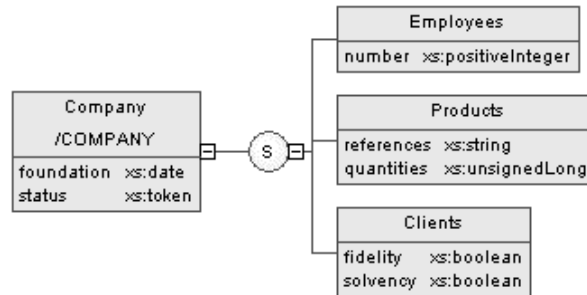 Company
/COMPANY
foundation xs:date
status xs:token
S
Employees
number xs:positiveInteger
Products
references xs:string
quantities xs:unsignedLong
Clients
fidelity xs:boolean
solvency xs:boolean